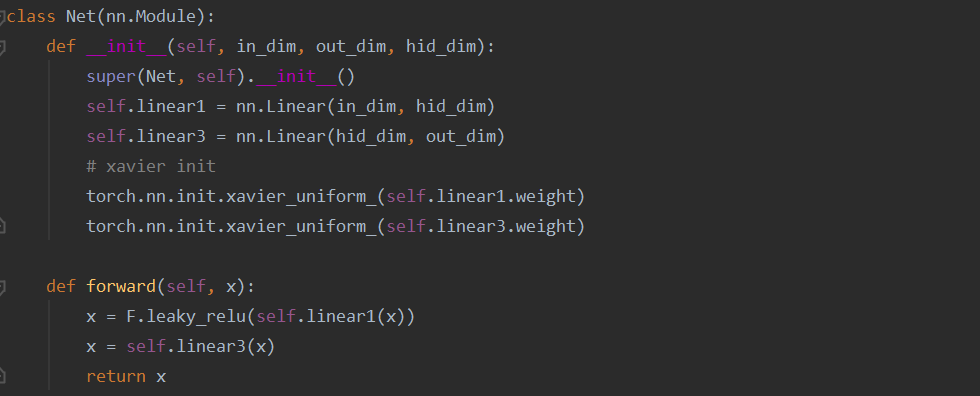 class Net(nn.Module):
    def __init__(self, in_dim, out_dim, hid_dim):
        super(Net, self).__init__()
        self.linear1 = nn.Linear(in_dim, hid_dim)
        self.linear3 = nn.Linear(hid_dim, out_dim)
        # xavier init
        torch.nn.init.xavier_uniform_(self.linear1.weight)
        torch.nn.init.xavier_uniform_(self.linear3.weight)

    def forward(self, x):
        x = F.leaky_relu(self.linear1(x))
        x = self.linear3(x)
        return x